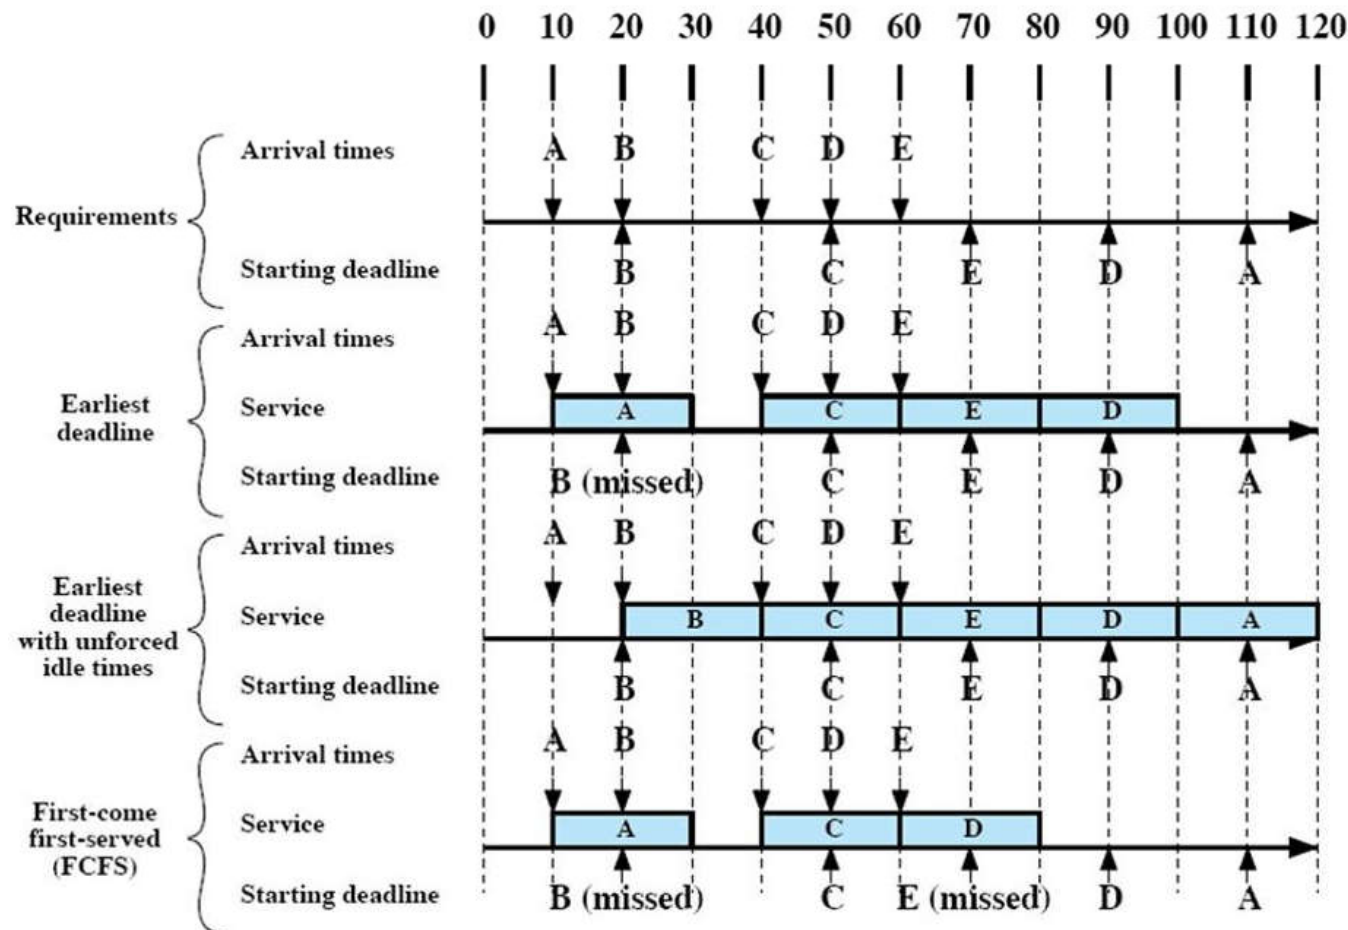 0 10 20 30 40 50 60 70 80 90 100 110 120
Requirements
Arrival times
A B C D E
Starting deadline
B C E D A
Earliest
deadline
Arrival times
A B C D E
Service
A C E D
Starting deadline
B (missed) C E D A
Earliest
deadline
with unforced
idle times
Arrival times
A B C D E
Service
B C E D A
Starting deadline
B C E D A
First-come
first-served
(FCFS)
Arrival times
A B C D E
Service
A C D
Starting deadline
B (missed) C E (missed) D A